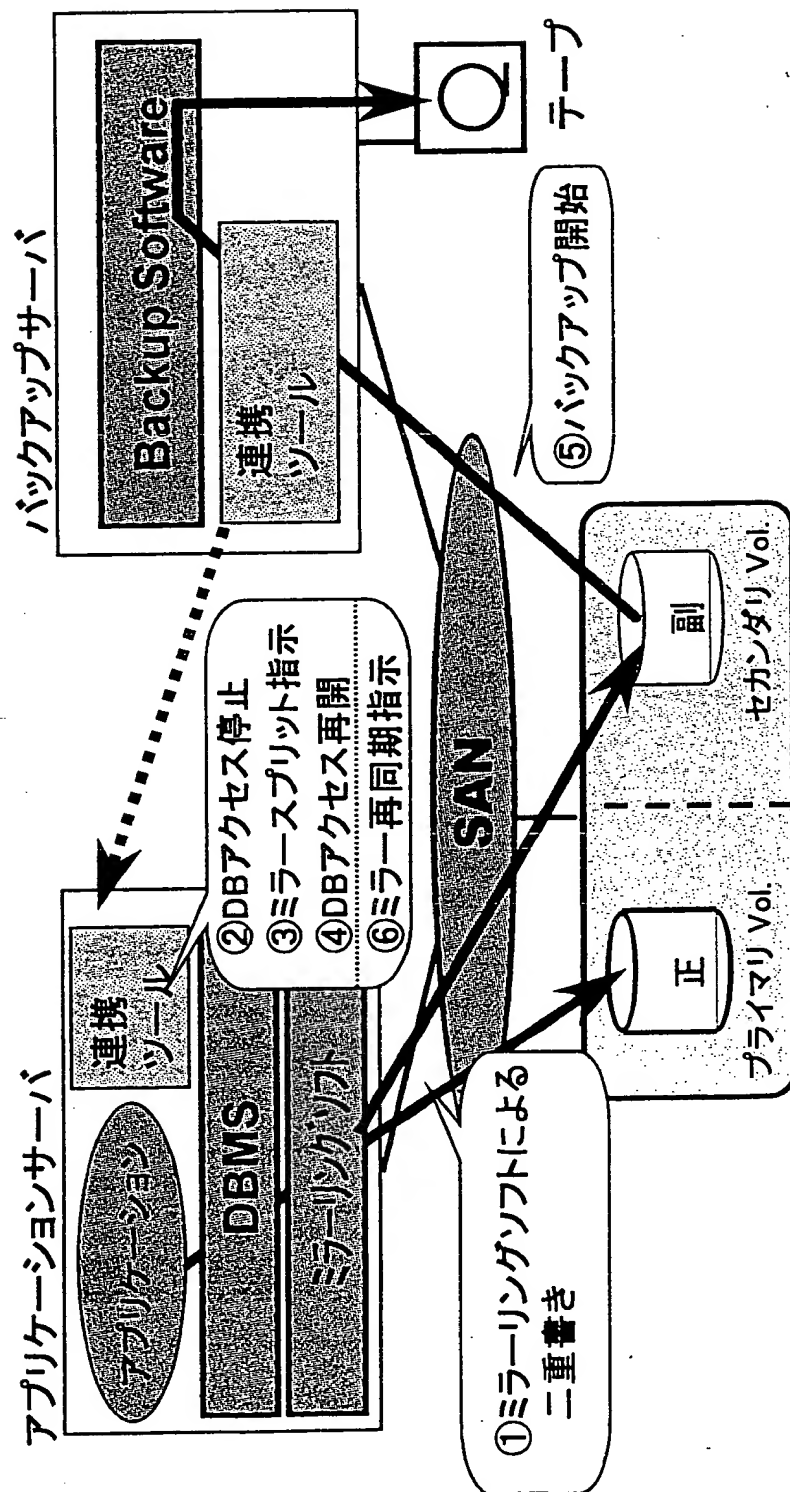 アプリケーションサーバ
アプリケーション
連携
ツール
DBMS
ミラーリングソフト
②DBアクセス停止
③ミラースプリット指示
④DBアクセス再開
⑥ミラー再同期指示
バックアップサーバ
Backup Software
連携
ツール
テープ
①ミラーリングソフトによる
二重書き
SAN
⑤バックアップ開始
正
副
プライマリ Vol.
セカンダリ Vol.